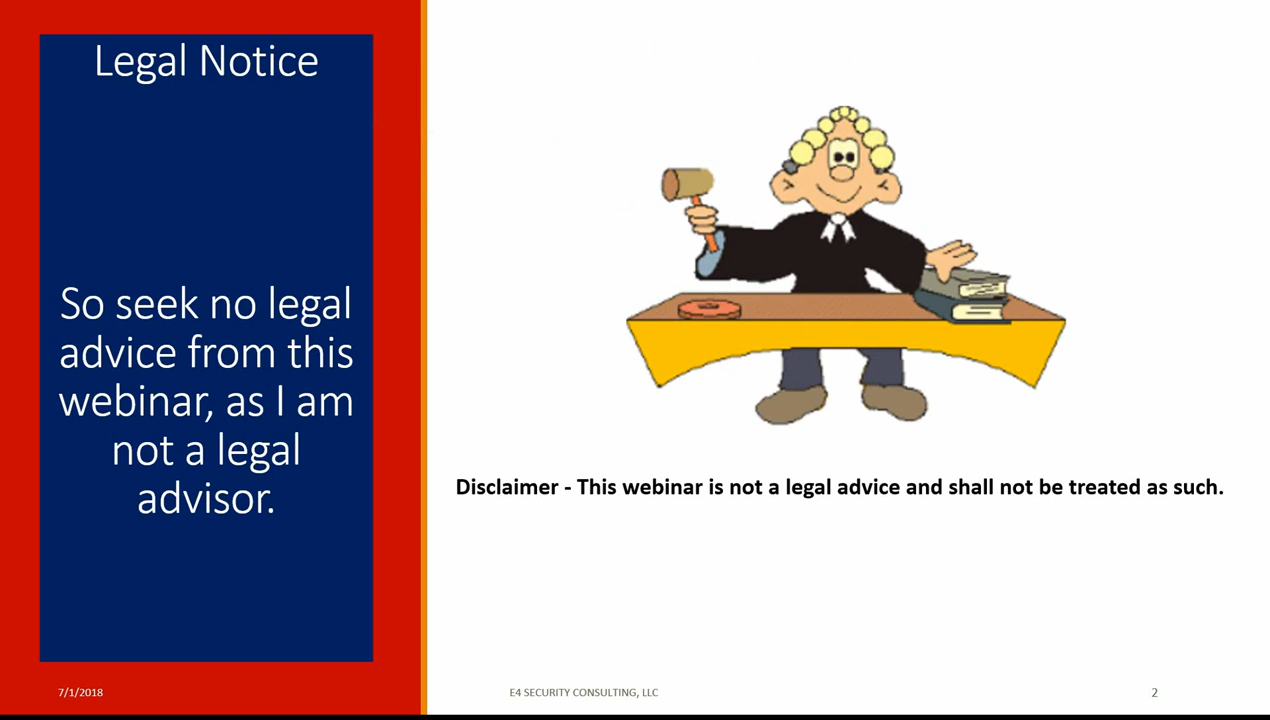 Legal Notice
So seek no legal
advice from this
webinar, as I am
not a legal
advisor.
Disclaimer - This webinar is not a legal advice and shall not be treated as such.
7/1/2018
E4 SECURITY CONSULTING, LLC
2